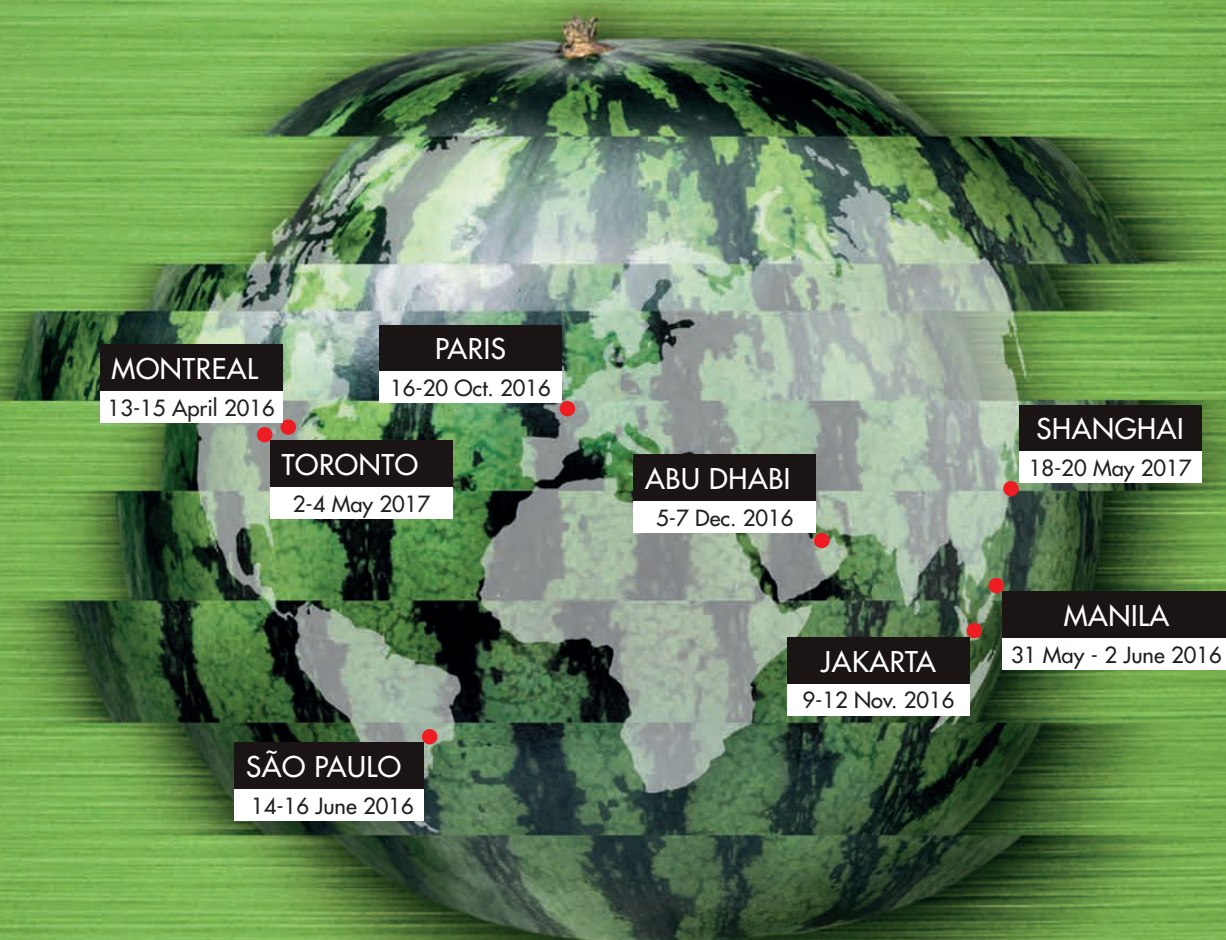 MONTREAL
13-15 April 2016
PARIS
16-20 Oct. 2016
TORONTO
2-4 May 2017
ABU DHABI
5-7 Dec. 2016
SHANGHAI
18-20 May 2017
MANILA
31 May - 2 June 2016
JAKARTA
9-12 Nov. 2016
SÃO PAULO
14-16 June 2016